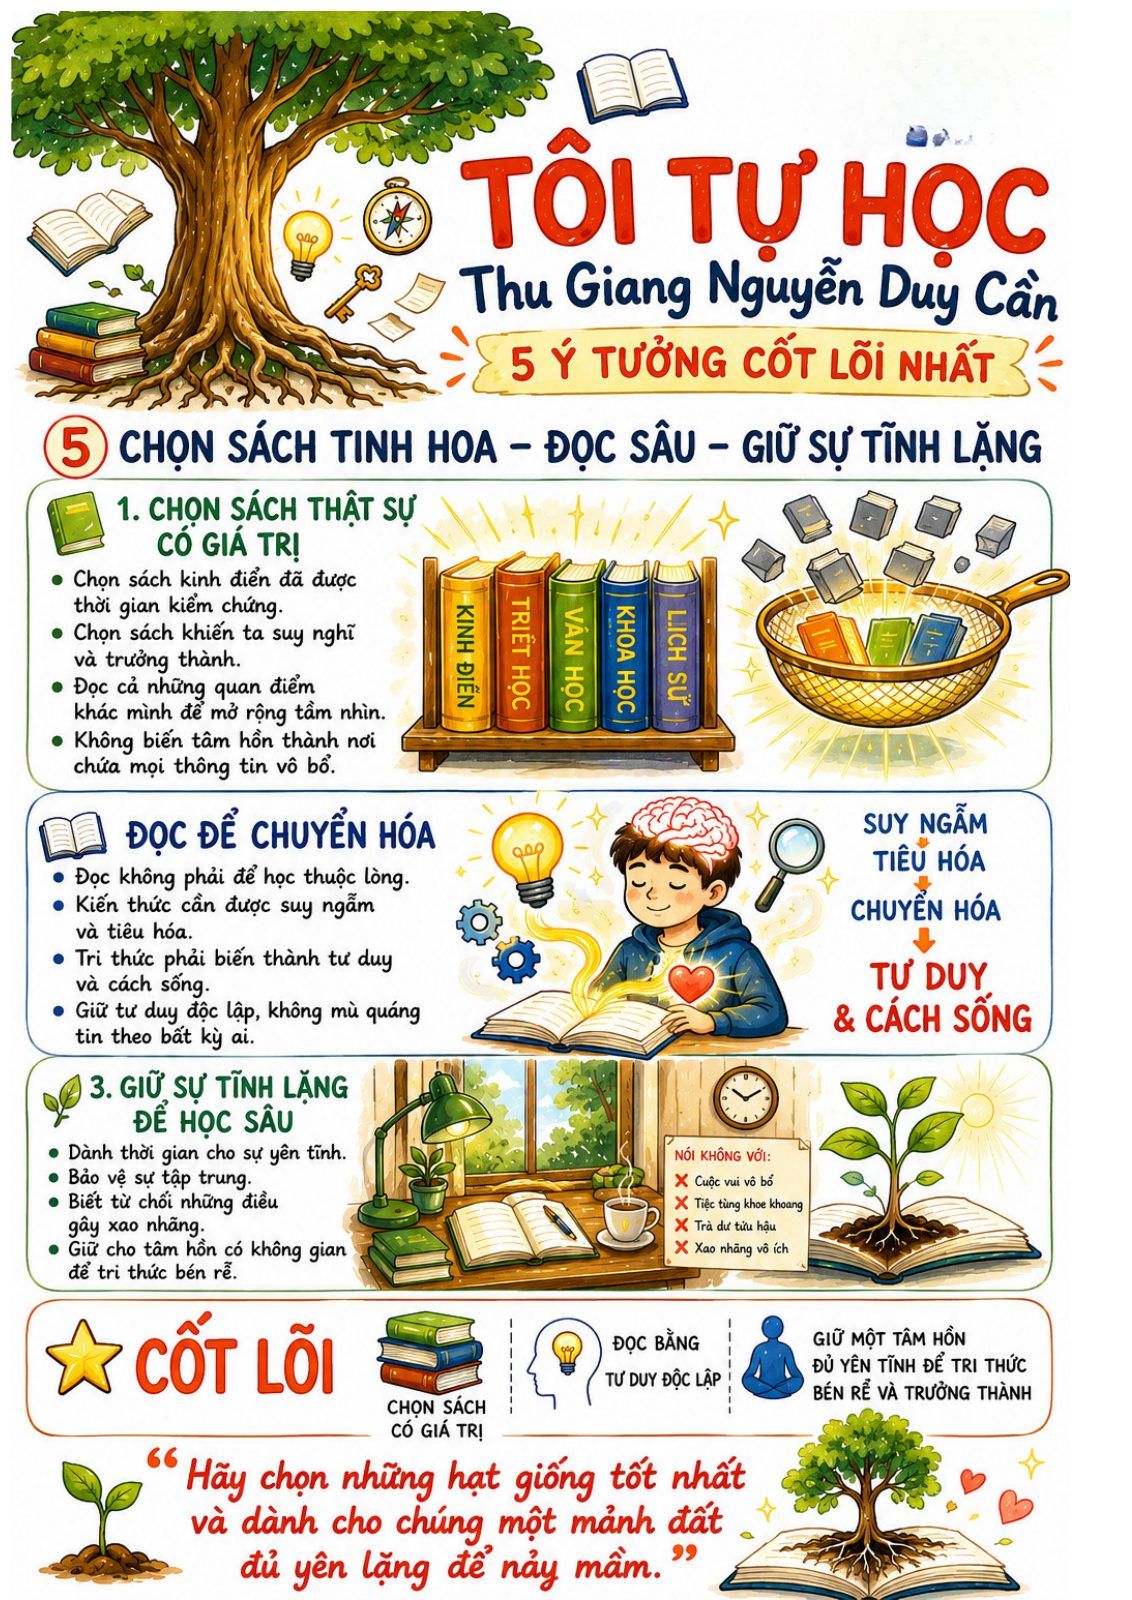 TÔI TỰ HỌC
Thu Giang Nguyễn Duy Cần
5 Ý TƯỞNG CỐT LÕI NHẤT
5 CHỌN SÁCH TINH HOA – ĐỌC SÂU – GIỮ SỰ TĨNH LẶNG
1. CHỌN SÁCH THẬT SỰ
CÓ GIÁ TRỊ
• Chọn sách kinh điển đã được
thời gian kiểm chứng.
• Chọn sách khiến ta suy nghĩ
và trưởng thành.
• Đọc cả những quan điểm
khác mình để mở rộng tầm nhìn.
• Không biến tâm hồn thành nơi
chứa mọi thông tin vô bổ.
KINH ĐIỂN
TRIẾT HỌC
VĂN HỌC
KHOA HỌC
LỊCH SỬ
ĐỌC ĐỂ CHUYỂN HÓA
• Đọc không phải để học thuộc lòng.
• Kiến thức cần được suy ngẫm
và tiêu hóa.
• Tri thức phải biến thành tư duy
và cách sống.
• Giữ tư duy độc lập, không mù quáng
tin theo bất kỳ ai.
SUY NGẪM
TIÊU HÓA
CHUYỂN HÓA
TƯ DUY
& CÁCH SỐNG
3. GIỮ SỰ TĨNH LẶNG
ĐỂ HỌC SÂU
• Dành thời gian cho sự yên tĩnh.
• Bảo vệ sự tập trung.
• Biết từ chối những điều
gây xao nhãng.
• Giữ cho tâm hồn có không gian
để tri thức bén rễ.
NÓI KHÔNG VỚI:
❌ Cuộc vui vô bổ
❌ Tiệc tùng khoe khoang
❌ Trà dư tửu hậu
❌ Xao nhãng vô ích
CỐT LÕI
CHỌN SÁCH
CÓ GIÁ TRỊ
ĐỌC BẰNG
TƯ DUY ĐỘC LẬP
GIỮ MỘT TÂM HỒN
ĐỦ YÊN TĨNH ĐỂ TRI THỨC
BÉN RỂ VÀ TRƯỞNG THÀNH
“Hãy chọn những hạt giống tốt nhất
và dành cho chúng một mảnh đất
đủ yên lặng để nảy mầm.”